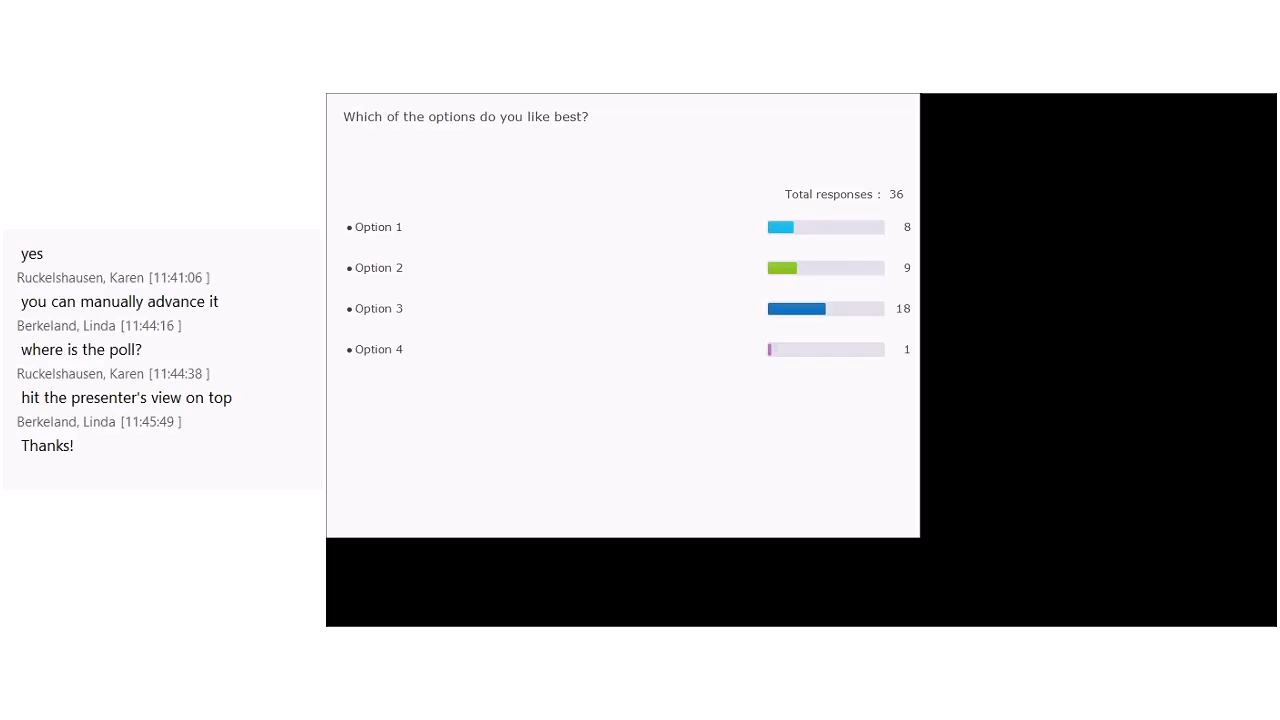 yes
Ruckelshausen, Karen [11:41:06 ]
you can manually advance it
Berkeland, Linda [11:44:16 ]
where is the poll?
Ruckelshausen, Karen [11:44:38 ]
hit the presenter's view on top
Berkeland, Linda [11:45:49 ]
Thanks!
Which of the options do you like best?
Total responses : 36
• Option 1 8
• Option 2 9
• Option 3 18
• Option 4 1